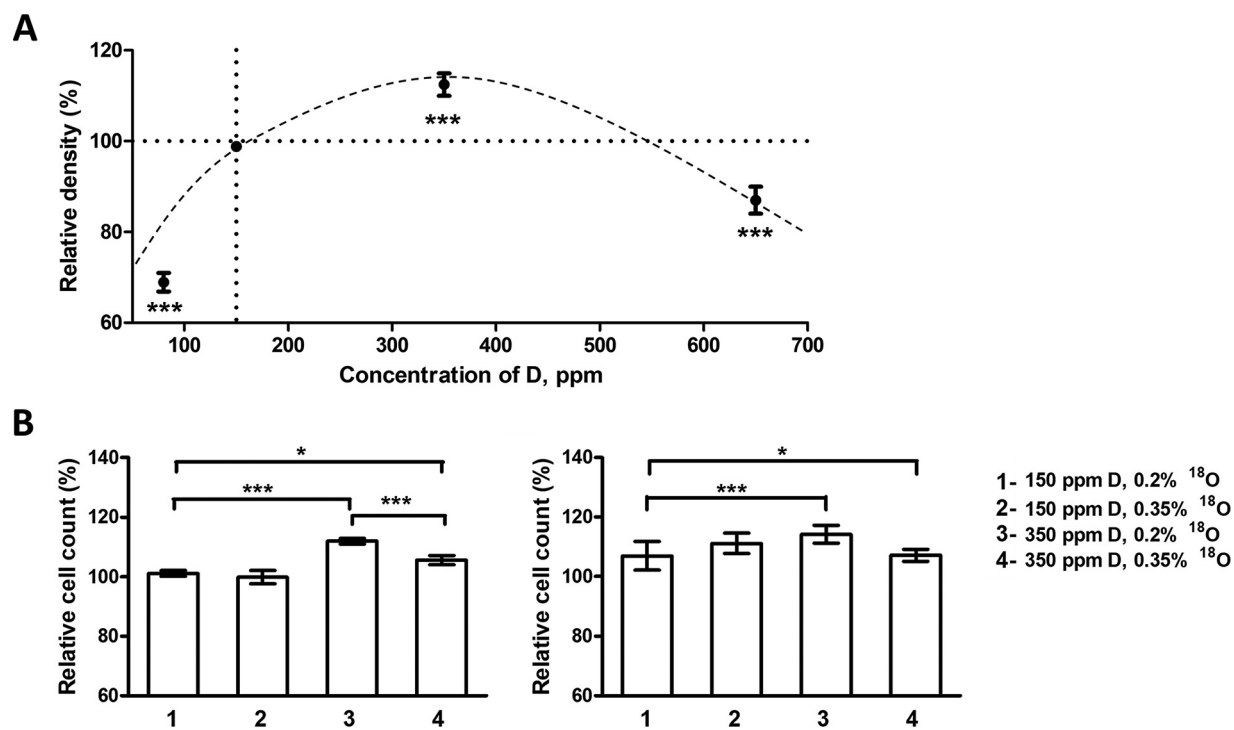 A
120
100
80
60
Relative density (%)
***
***
***
100 200 300 400 500 600 700
Concentration of D, ppm
B
140
120
100
80
60
Relative cell count (%)
*
***
***
1 2 3 4
140
120
100
80
60
Relative cell count (%)
*
***
1 2 3 4
1- 150 ppm D, 0.2% ¹⁸O
2- 150 ppm D, 0.35% ¹⁸O
3- 350 ppm D, 0.2% ¹⁸O
4- 350 ppm D, 0.35% ¹⁸O